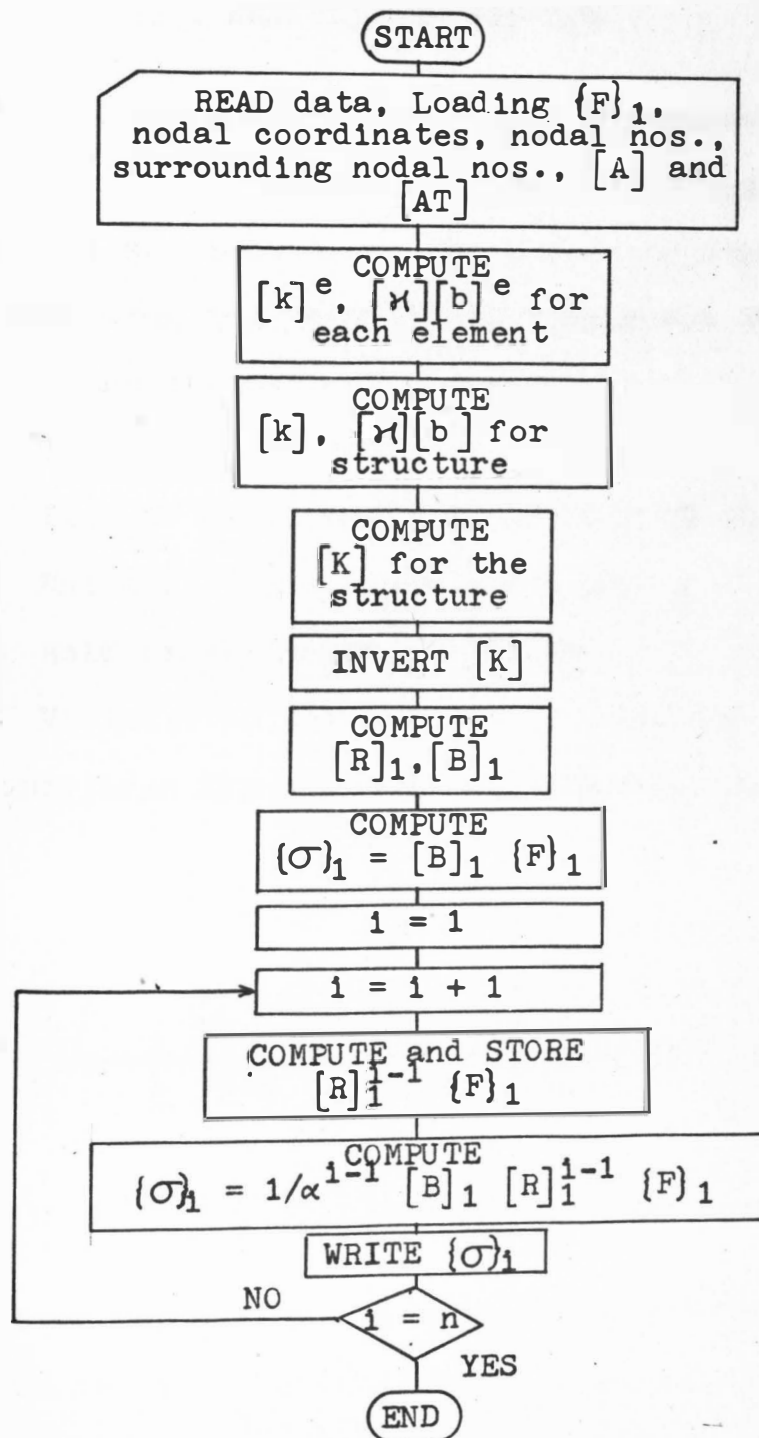 START
READ data, Loading {F}₁,
nodal coordinates, nodal nos.,
surrounding nodal nos., [A] and
[AT]
COMPUTE
[k]ᵉ, [ϰ][b]ᵉ for
each element
COMPUTE
[k], [ϰ][b] for
structure
COMPUTE
[K] for the
structure
INVERT [K]
COMPUTE
[R]₁,[B]₁
COMPUTE
{σ}₁ = [B]₁ {F}₁
i = 1
i = i + 1
COMPUTE and STORE
[R]₁ⁱ⁻¹ {F}₁
COMPUTE
{σ}ᵢ = 1/αⁱ⁻¹ [B]₁ [R]₁ⁱ⁻¹ {F}₁
WRITE {σ}ᵢ
NO
i = n
YES
END